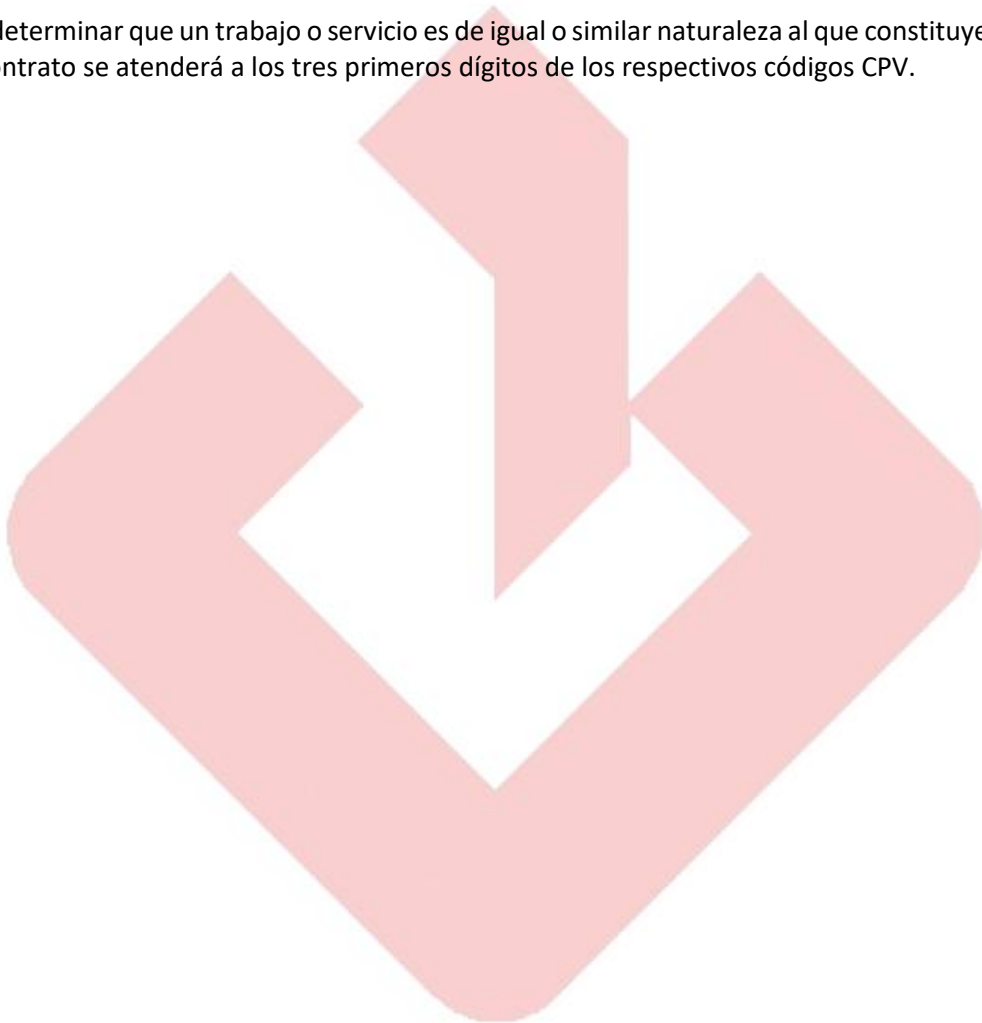 determinar que un trabajo o servicio es de igual o similar naturaleza al que constituye
ontrato se atenderá a los tres primeros dígitos de los respectivos códigos CPV.